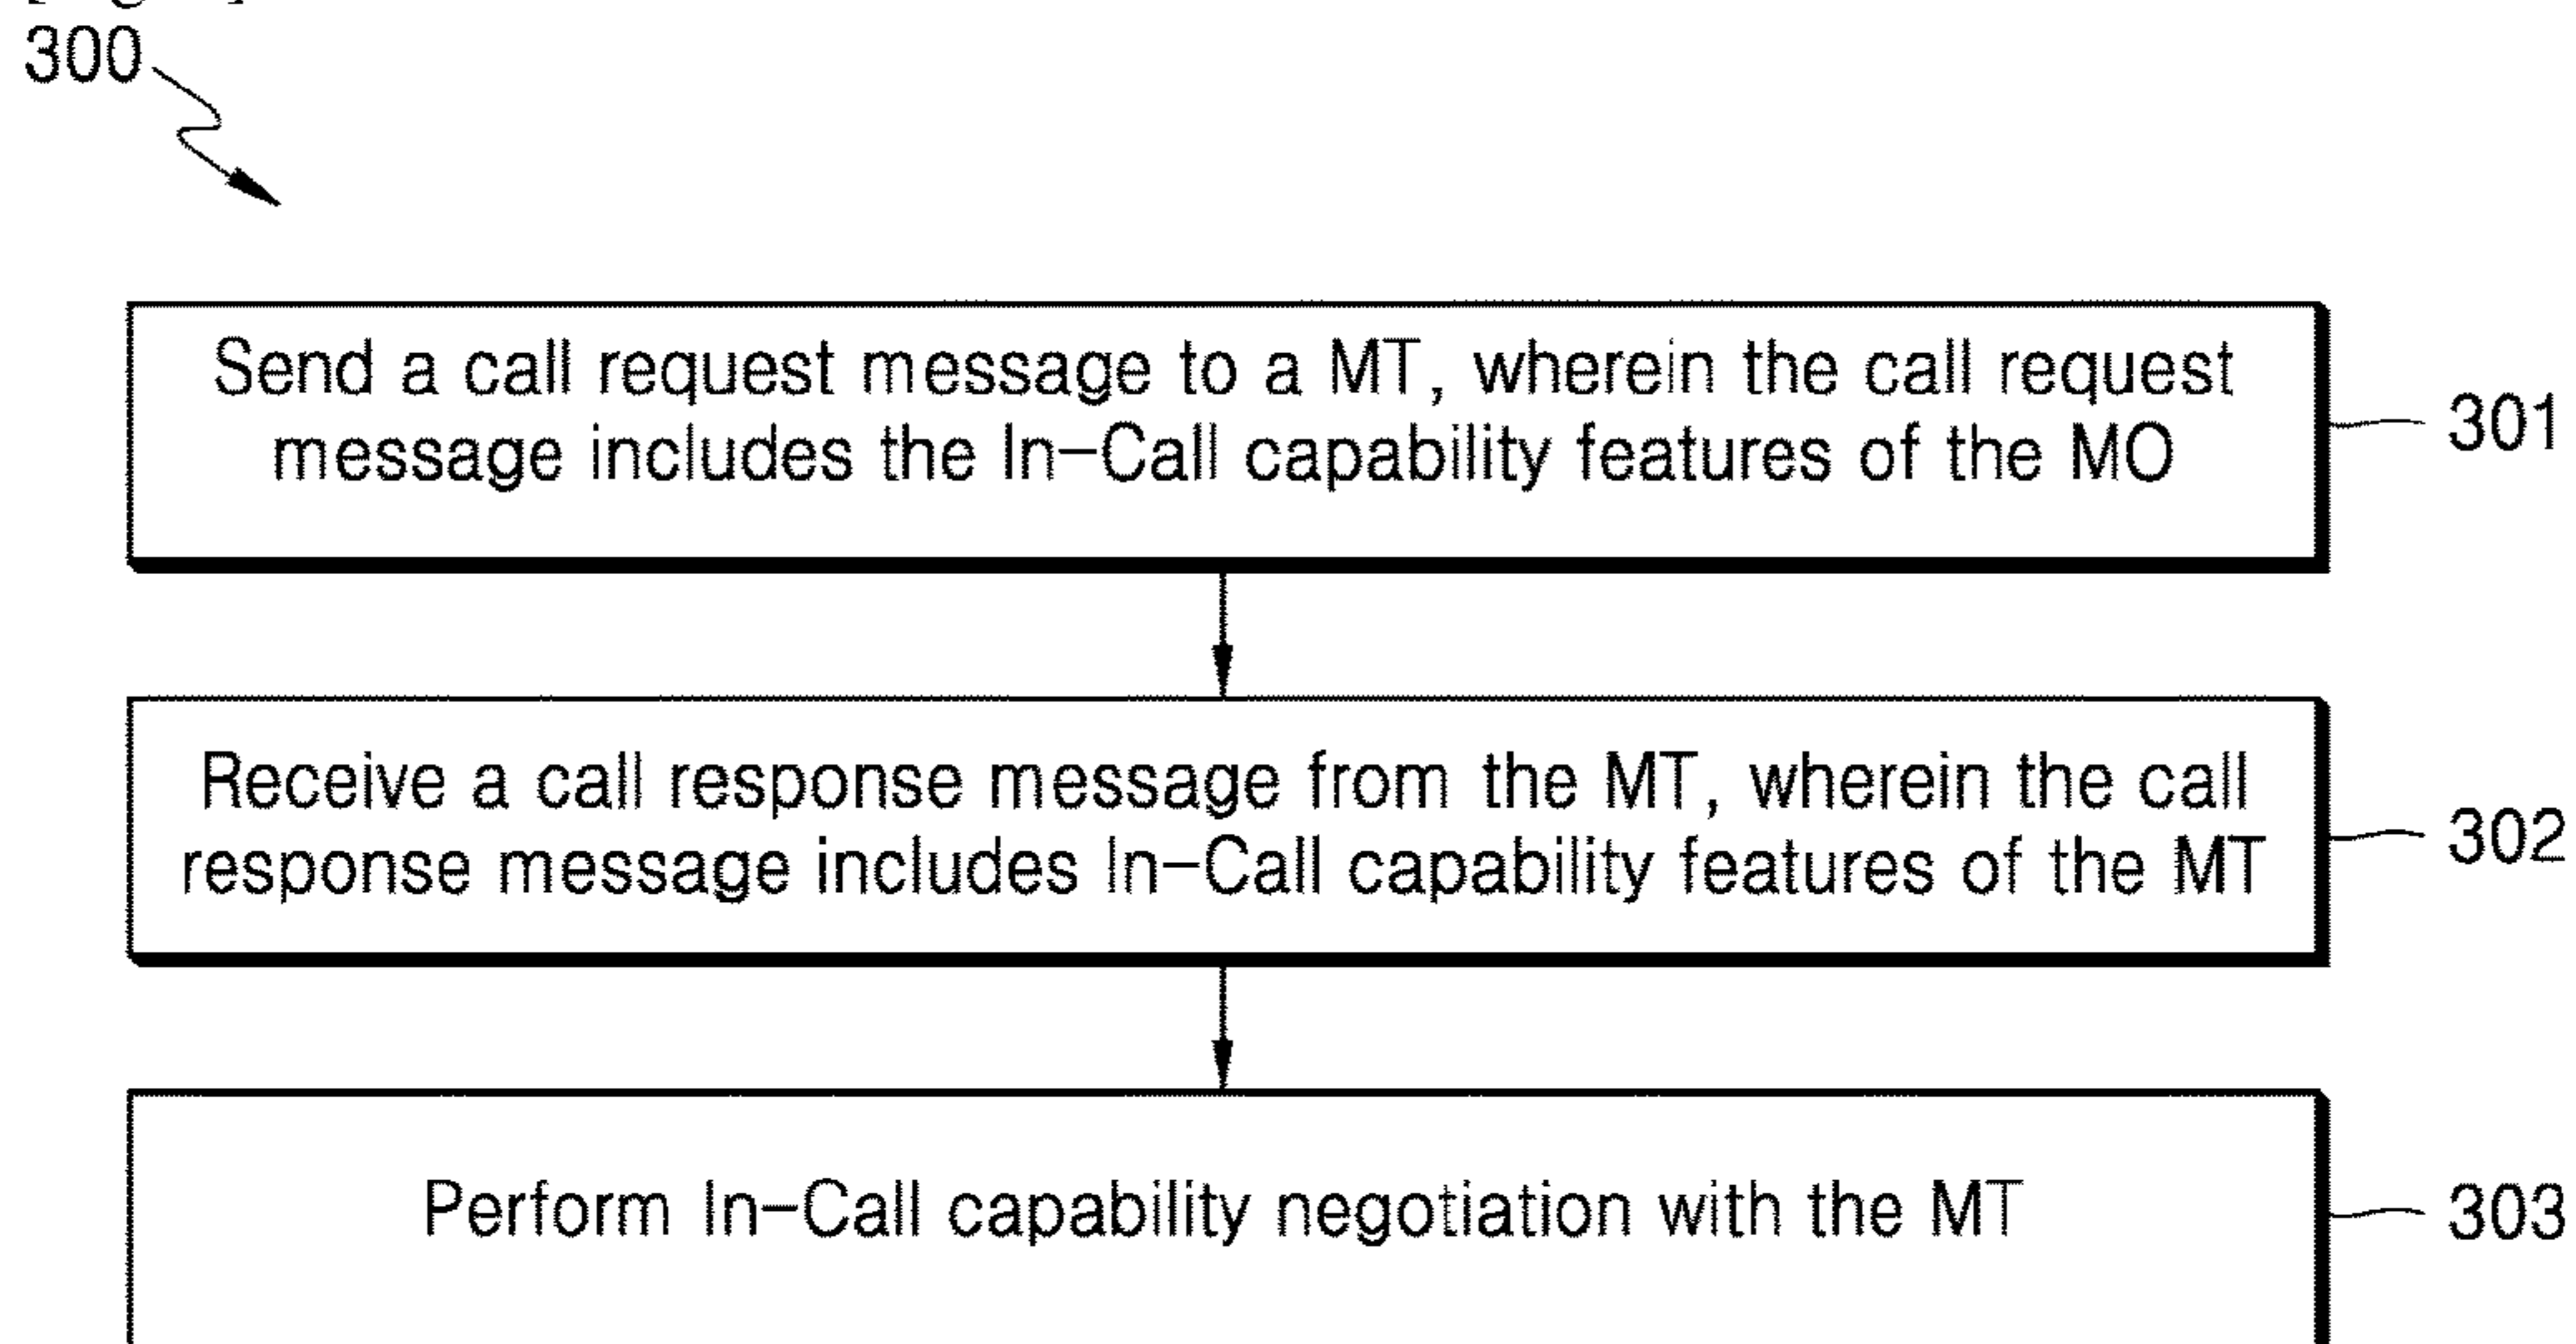 300
Send a call request message to a MT, wherein the call request
message includes the In-Call capability features of the MO
301
Receive a call response message from the MT, wherein the call
response message includes In-Call capability features of the MT
302
Perform In-Call capability negotiation with the MT
303